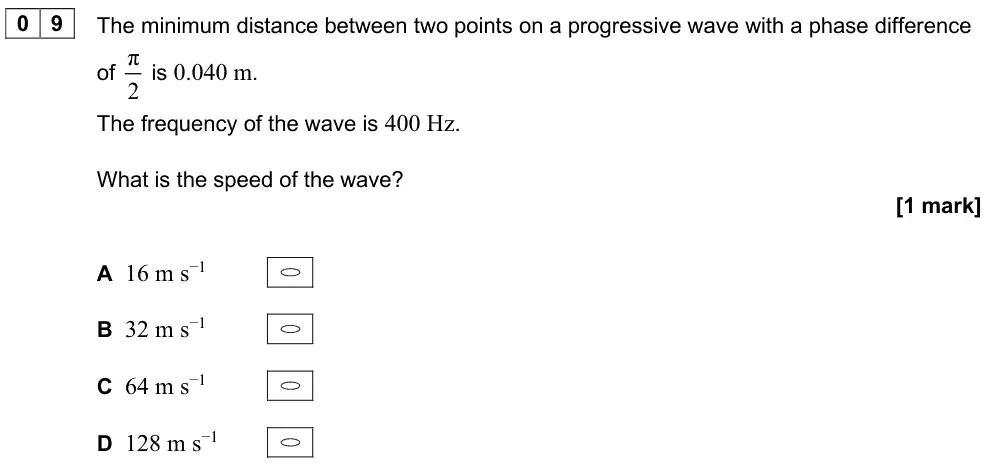 0 9 The minimum distance between two points on a progressive wave with a phase difference
of π/2 is 0.040 m.
The frequency of the wave is 400 Hz.
What is the speed of the wave?
[1 mark]
A 16 m s⁻¹
B 32 m s⁻¹
C 64 m s⁻¹
D 128 m s⁻¹